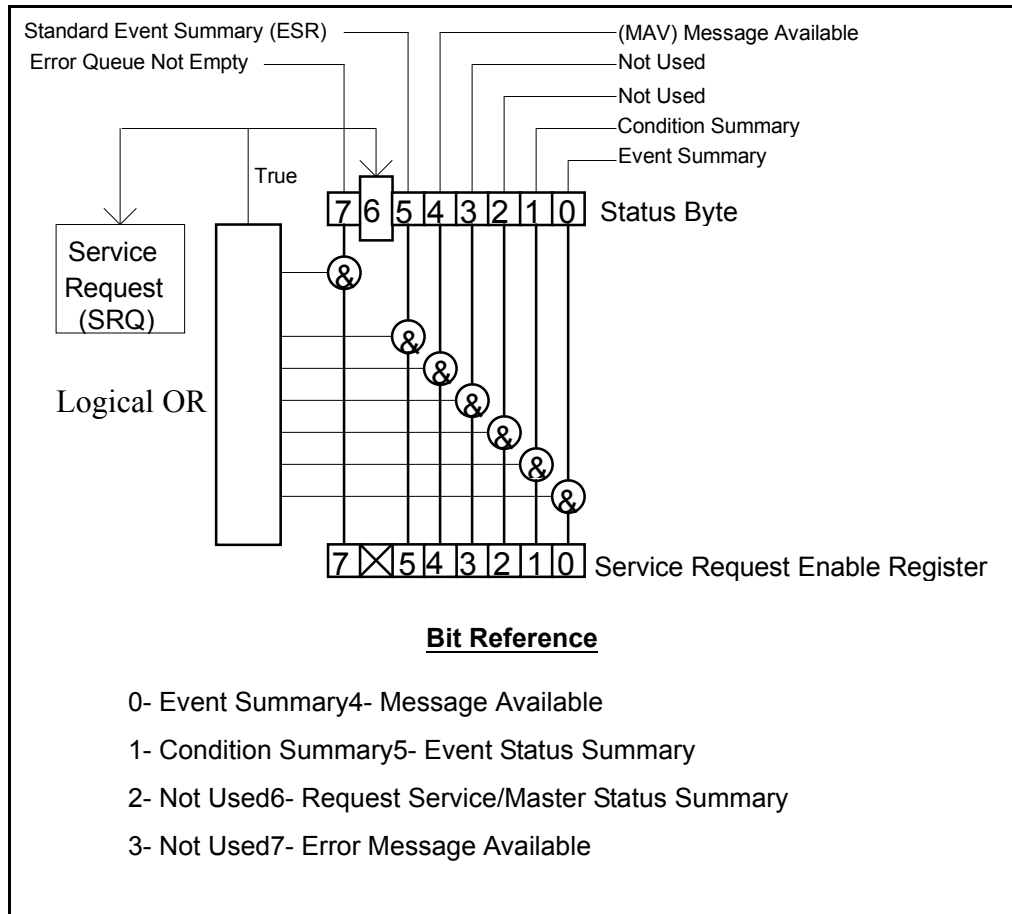 Standard Event Summary (ESR)
(MAV) Message Available
Error Queue Not Empty
Not Used
Not Used
Condition Summary
Event Summary
True
7 6 5 4 3 2 1 0
Status Byte
Service
Request
(SRQ)
&
&
&
&
&
&
&
Logical OR
7 5 4 3 2 1 0
Service Request Enable Register
Bit Reference
0- Event Summary4- Message Available
1- Condition Summary5- Event Status Summary
2- Not Used6- Request Service/Master Status Summary
3- Not Used7- Error Message Available